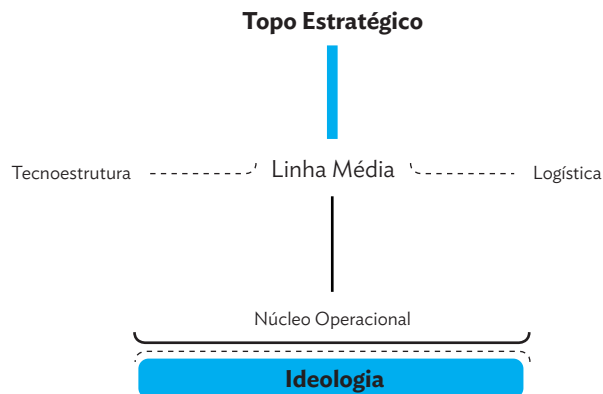 Topo Estratégico
Tecnoestrutura
Linha Média
Logística
Núcleo Operacional
Ideologia